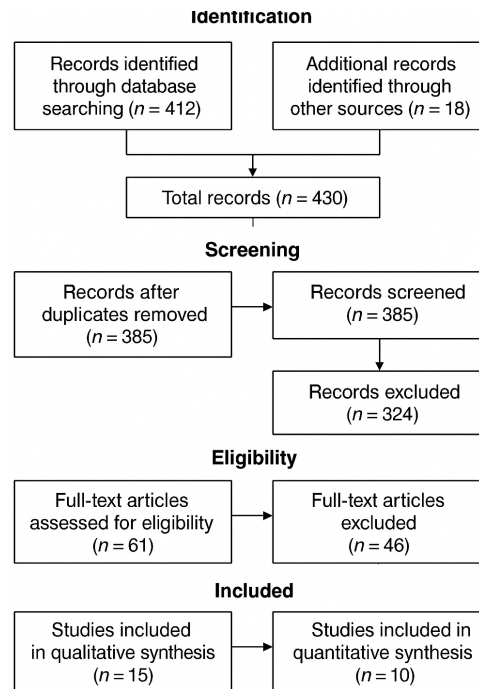 Identification
Records identified
through database
searching (n = 412)
Additional records
identified through
other sources (n = 18)
Total records (n = 430)
Screening
Records after
duplicates removed
(n = 385)
Records screened
(n = 385)
Records excluded
(n = 324)
Eligibility
Full-text articles
assessed for eligibility
(n = 61)
Full-text articles
excluded
(n = 46)
Included
Studies included
in qualitative synthesis
(n = 15)
Studies included in
quantitative synthesis
(n = 10)